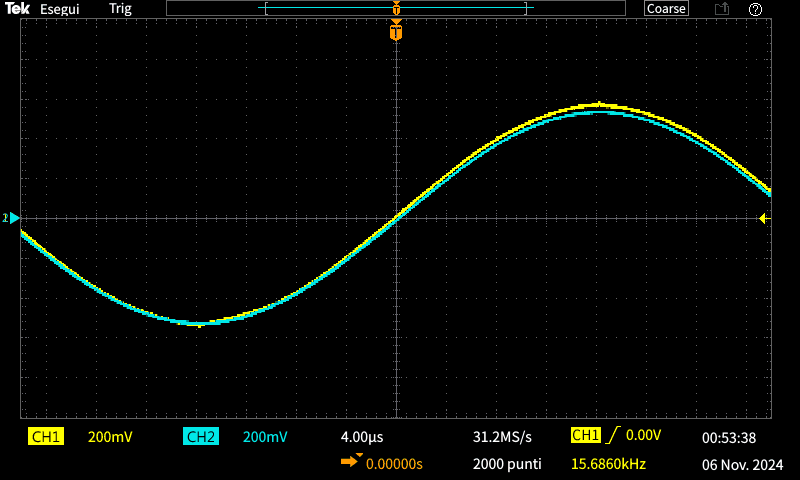 Tek Esegui Trig Coarse
T
T
2
CH1 200mV CH2 200mV 4.00µs 31.2MS/s CH1 0.00V 00:53:38
0.00000s 2000 punti 15.6860kHz 06 Nov. 2024